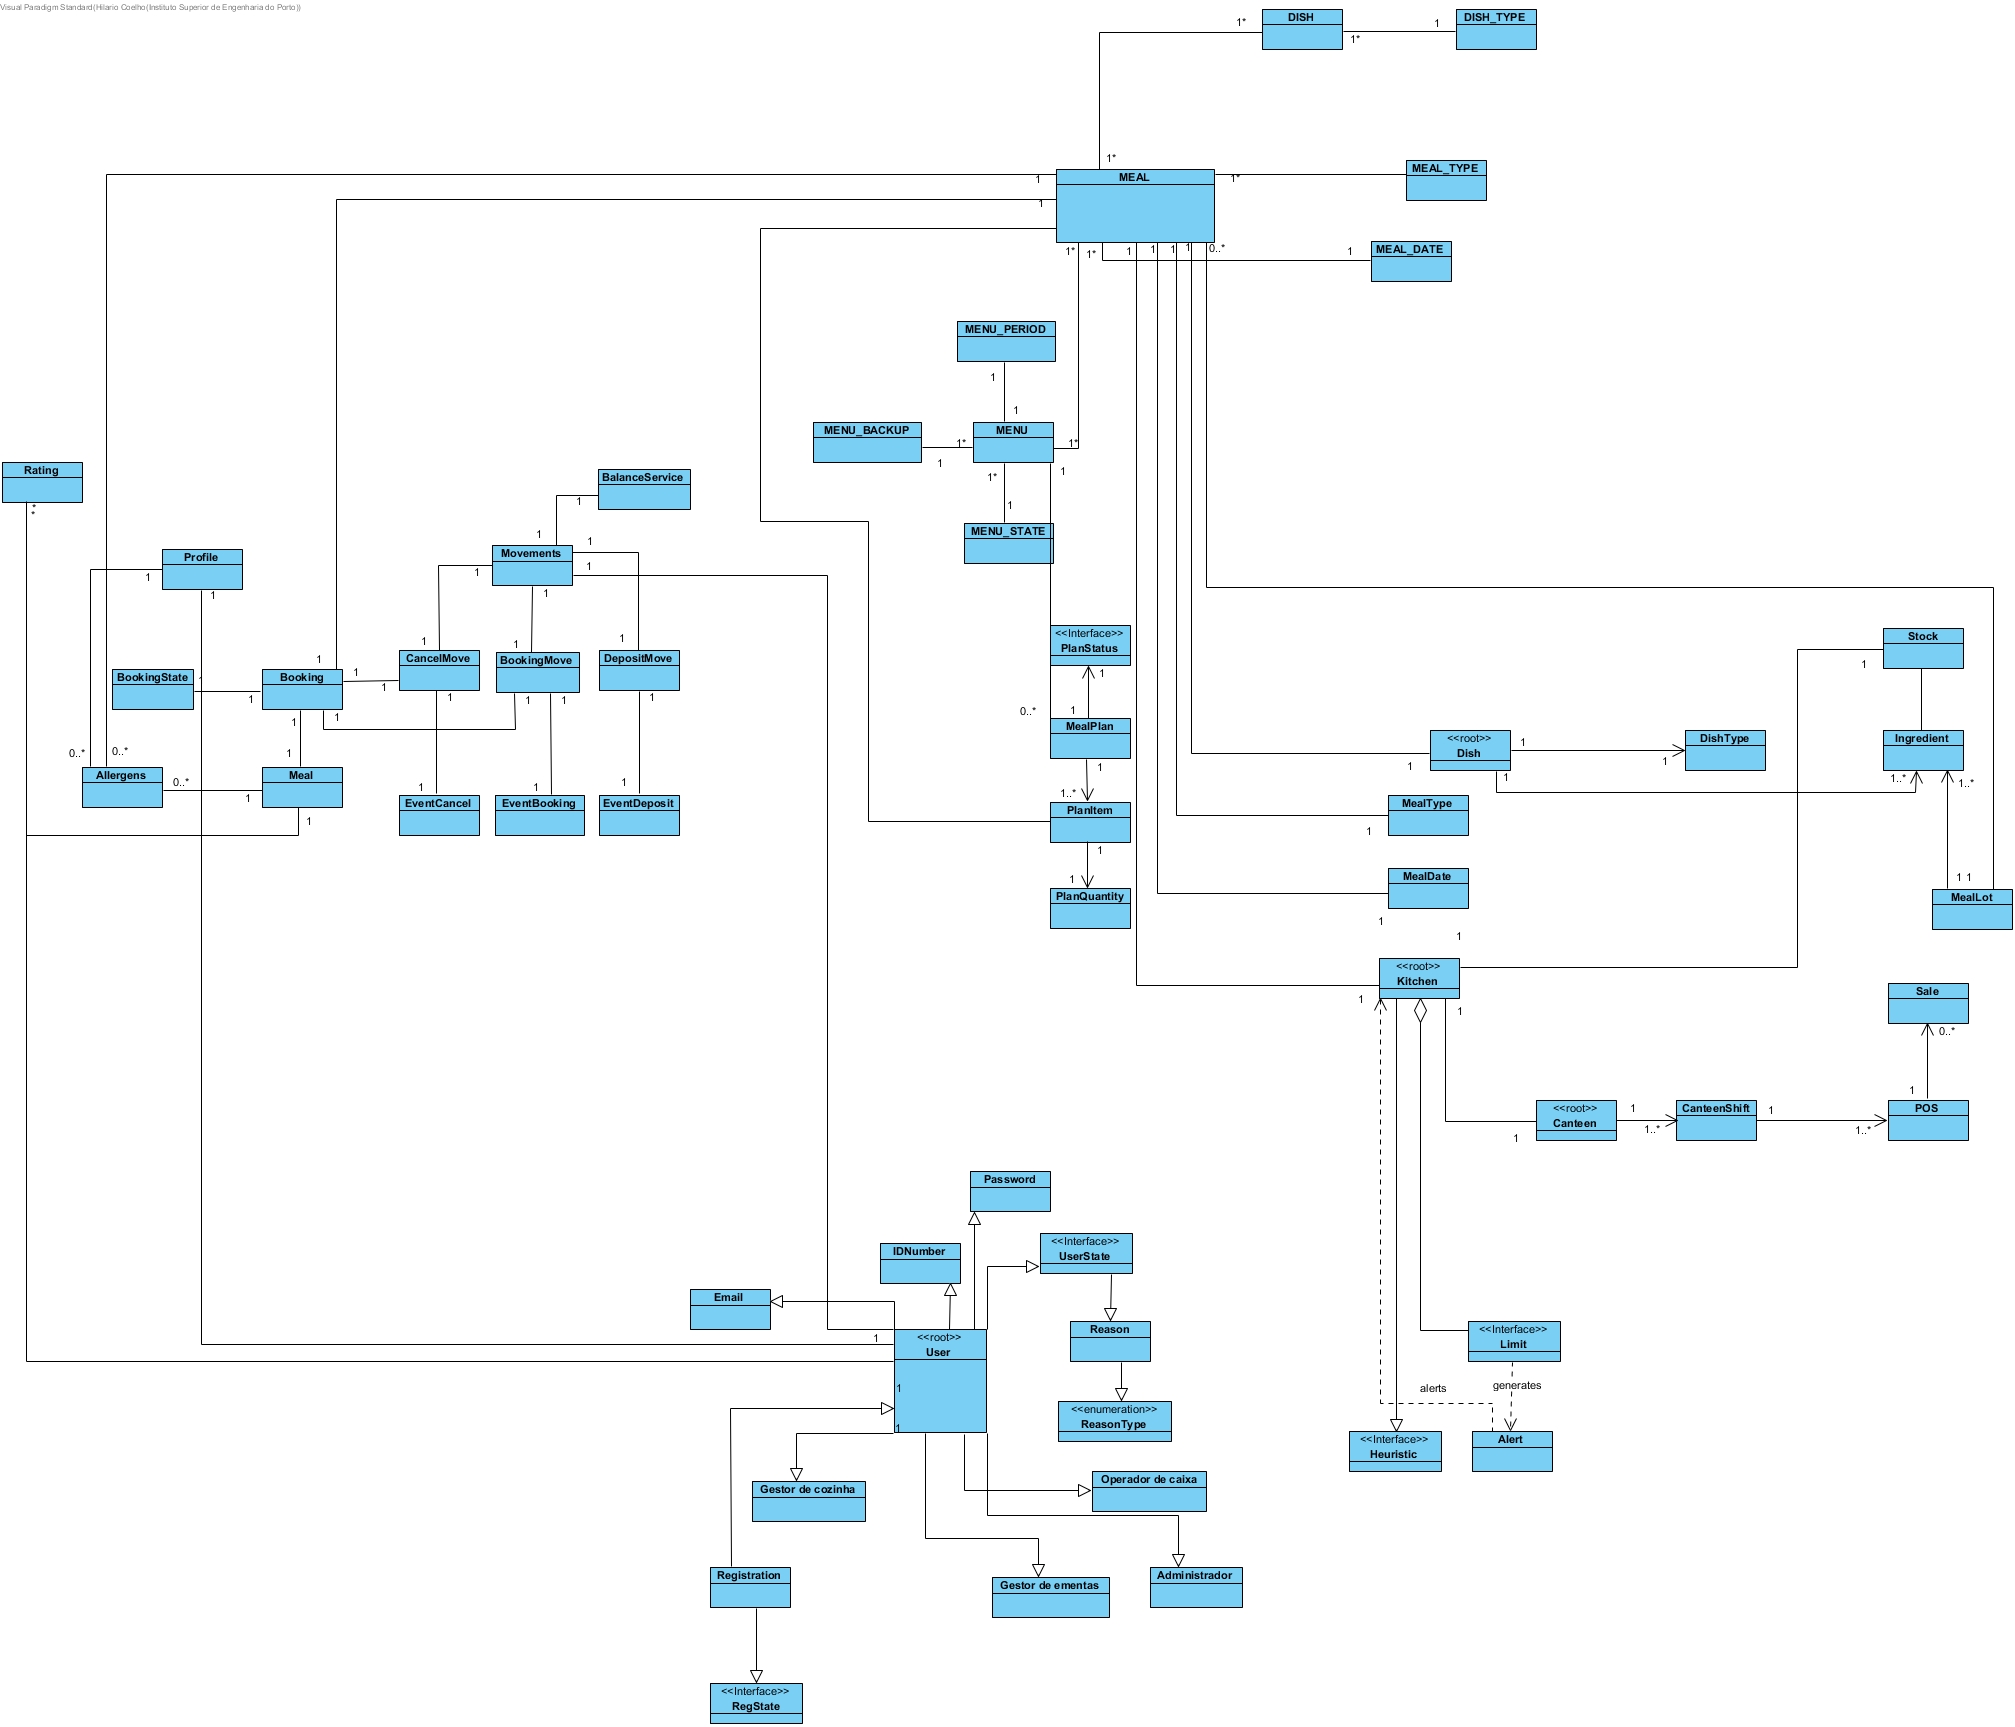 Visual Paradigm Standard(Hilario Coelho(Instituto Superior de Engenharia do Porto))
DISH
DISH_TYPE
1*
1
1*
1*
MEAL
MEAL_TYPE
1
1*
1
MEAL_DATE
1*
1*
1
1
1
1
0..*
1
MENU_PERIOD
1
1
MENU_BACKUP
MENU
1*
1*
1
1
1*
1
MENU_STATE
Rating
*
*
BalanceService
1
1
Movements
1
1
1
1
Profile
1
1
<<Interface>>
PlanStatus
1
1
1
1
1
CancelMove
BookingMove
DepositMove
BookingState
Booking
1
1
1
1
1
1
1
1
1
0..*
1
MealPlan
1
1..*
Stock
1
<<root>>
Dish
DishType
Ingredient
1
1
1
1
1..*
1..*
0..*
0..*
1
Allergens
Meal
0..*
1
1
1
1
1
EventCancel
EventBooking
EventDeposit
PlanItem
1
1
PlanQuantity
MealType
1
MealDate
1
1
1
1
MealLot
<<root>>
Kitchen
1
1
Sale
0..*
1
<<root>>
Canteen
CanteenShift
POS
1
1
1..*
1
1..*
Password
IDNumber
<<Interface>>
UserState
Email
<<root>>
User
1
1
1
Reason
<<enumeration>>
ReasonType
<<Interface>>
Limit
alerts
generates
<<Interface>>
Heuristic
Alert
Gestor de cozinha
Operador de caixa
Registration
Gestor de ementas
Administrador
<<Interface>>
RegState